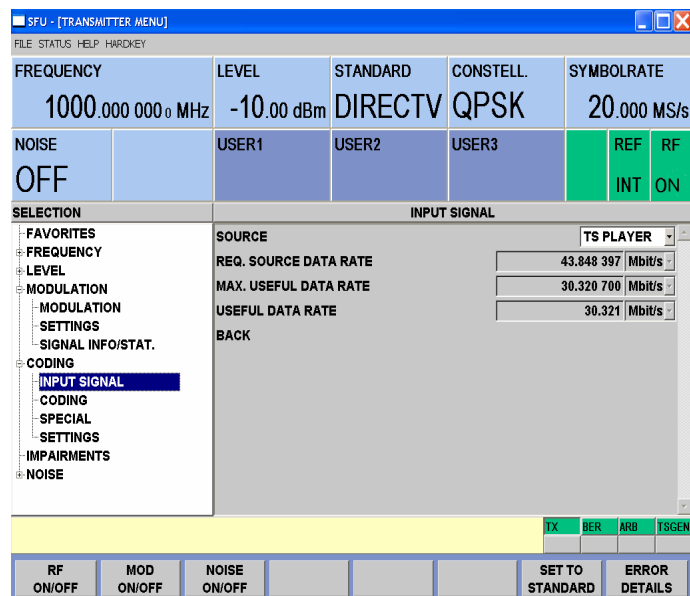 SFU - [TRANSMITTER MENU]
FILE STATUS HELP HARDKEY
FREQUENCY LEVEL STANDARD CONSTELL. SYMBOLRATE
1000.000 000 0 MHz -10.00 dBm DIRECTV QPSK 20.000 MS/s
NOISE USER1 USER2 USER3 REF RF
OFF INT ON
SELECTION INPUT SIGNAL
FAVORITES
FREQUENCY
LEVEL
MODULATION
MODULATION
SETTINGS
SIGNAL INFO/STAT.
CODING
INPUT SIGNAL
CODING
SPECIAL
SETTINGS
IMPAIRMENTS
NOISE
SOURCE TS PLAYER
REQ. SOURCE DATA RATE 43.848 397 Mbit/s
MAX. USEFUL DATA RATE 30.320 700 Mbit/s
USEFUL DATA RATE 30.321 Mbit/s
BACK
TX BER ARB TSGEN
RF ON/OFF MOD ON/OFF NOISE ON/OFF SET TO STANDARD ERROR DETAILS